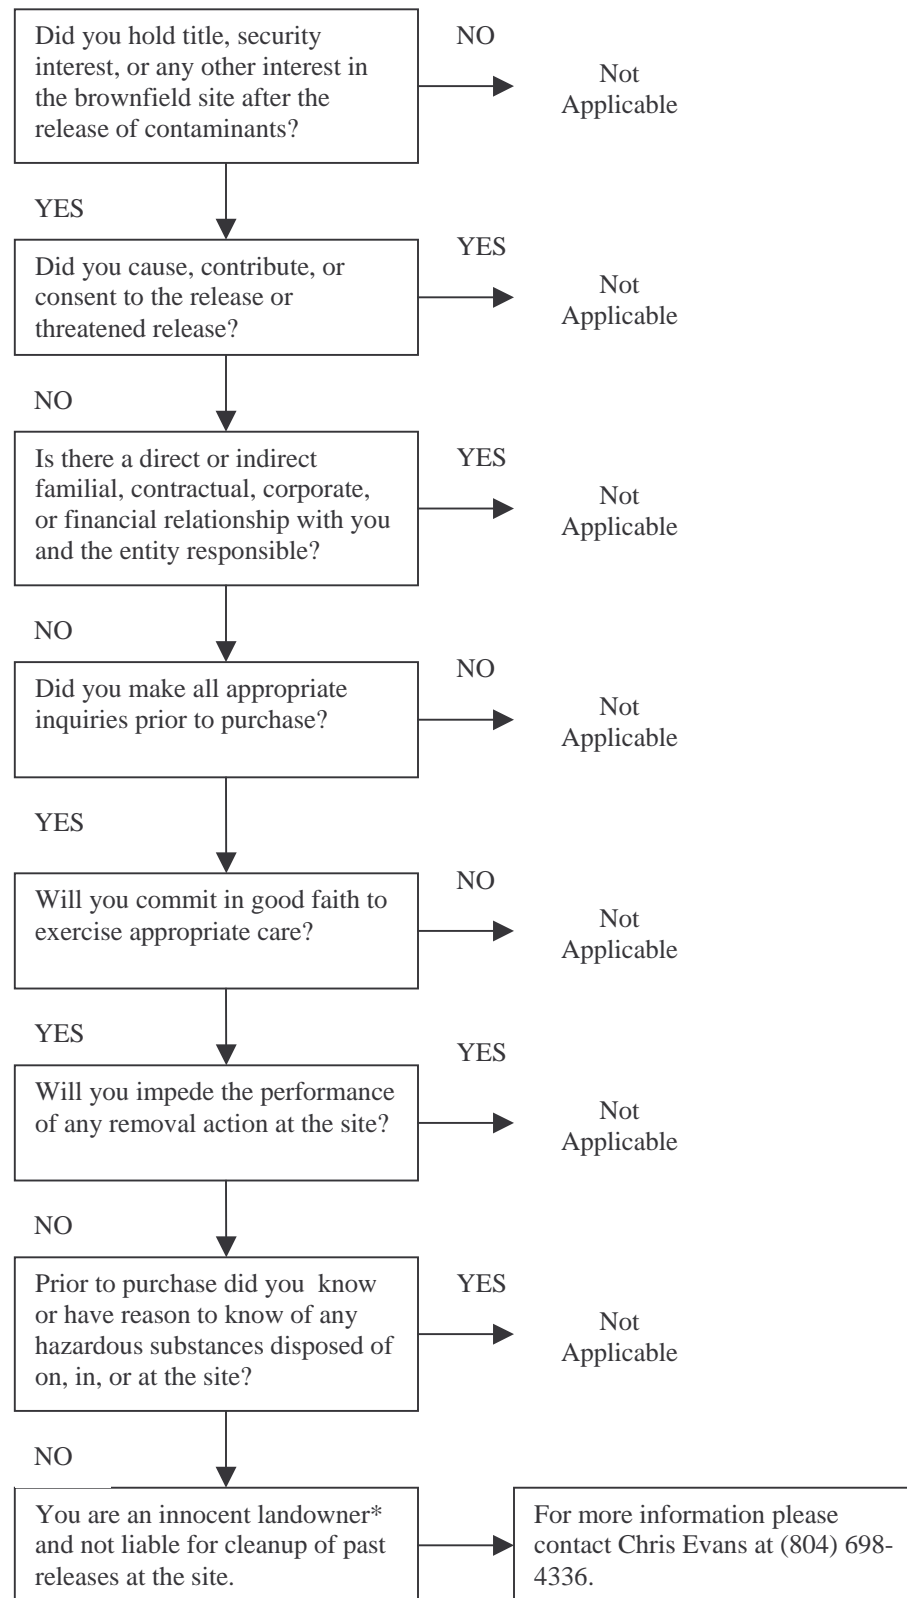 Did you hold title, security
interest, or any other interest in
the brownfield site after the
release of contaminants?
NO
Not
Applicable
YES
Did you cause, contribute, or
consent to the release or
threatened release?
YES
Not
Applicable
NO
Is there a direct or indirect
familial, contractual, corporate,
or financial relationship with you
and the entity responsible?
YES
Not
Applicable
NO
Did you make all appropriate
inquiries prior to purchase?
NO
Not
Applicable
YES
Will you commit in good faith to
exercise appropriate care?
NO
Not
Applicable
YES
Will you impede the performance
of any removal action at the site?
YES
Not
Applicable
NO
Prior to purchase did you know
or have reason to know of any
hazardous substances disposed of
on, in, or at the site?
YES
Not
Applicable
NO
You are an innocent landowner*
and not liable for cleanup of past
releases at the site.
For more information please
contact Chris Evans at (804) 698-
4336.